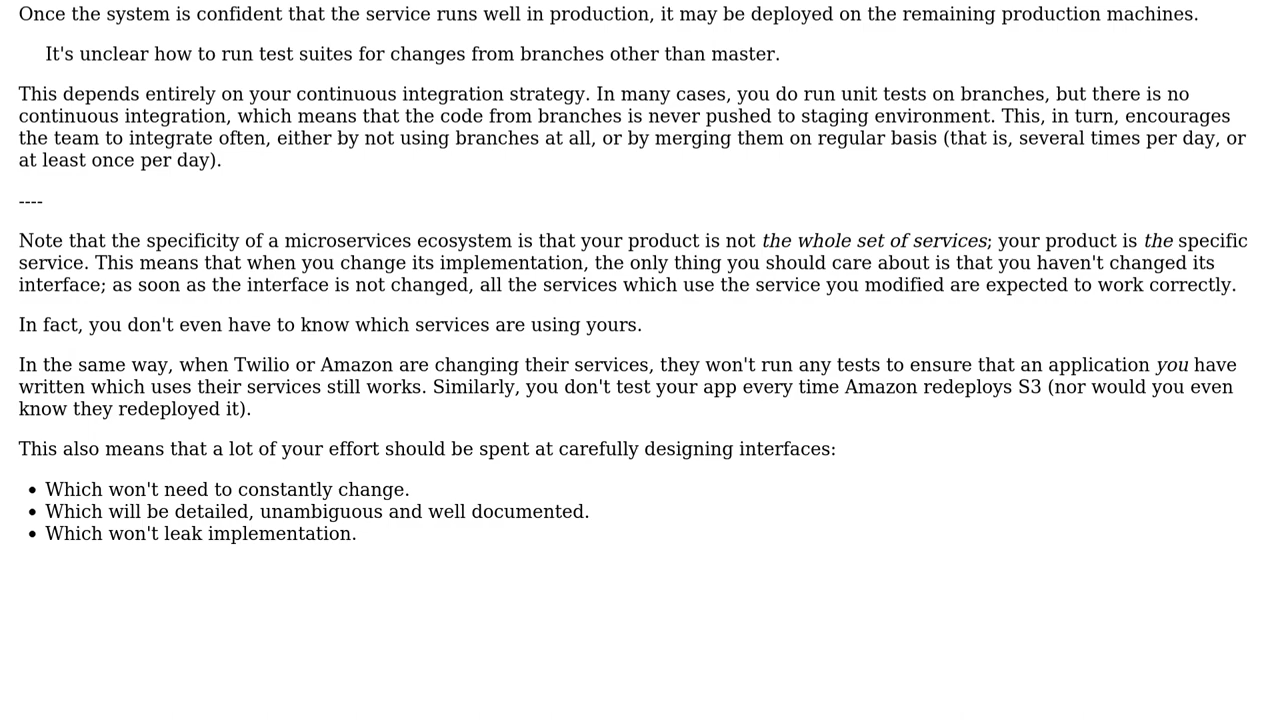 Once the system is confident that the service runs well in production, it may be deployed on the remaining production machines.
It's unclear how to run test suites for changes from branches other than master.
This depends entirely on your continuous integration strategy. In many cases, you do run unit tests on branches, but there is no
continuous integration, which means that the code from branches is never pushed to staging environment. This, in turn, encourages
the team to integrate often, either by not using branches at all, or by merging them on regular basis (that is, several times per day, or
at least once per day).
----
Note that the specificity of a microservices ecosystem is that your product is not the whole set of services; your product is the specific
service. This means that when you change its implementation, the only thing you should care about is that you haven't changed its
interface; as soon as the interface is not changed, all the services which use the service you modified are expected to work correctly.
In fact, you don't even have to know which services are using yours.
In the same way, when Twilio or Amazon are changing their services, they won't run any tests to ensure that an application you have
written which uses their services still works. Similarly, you don't test your app every time Amazon redeploys S3 (nor would you even
know they redeployed it).
This also means that a lot of your effort should be spent at carefully designing interfaces:
• Which won't need to constantly change.
• Which will be detailed, unambiguous and well documented.
• Which won't leak implementation.